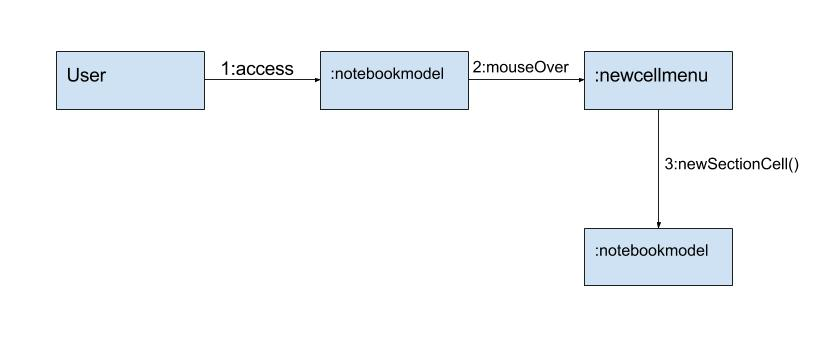 User
1:access
:notebookmodel
2:mouseOver
:newcellmenu
3:newSectionCell()
:notebookmodel